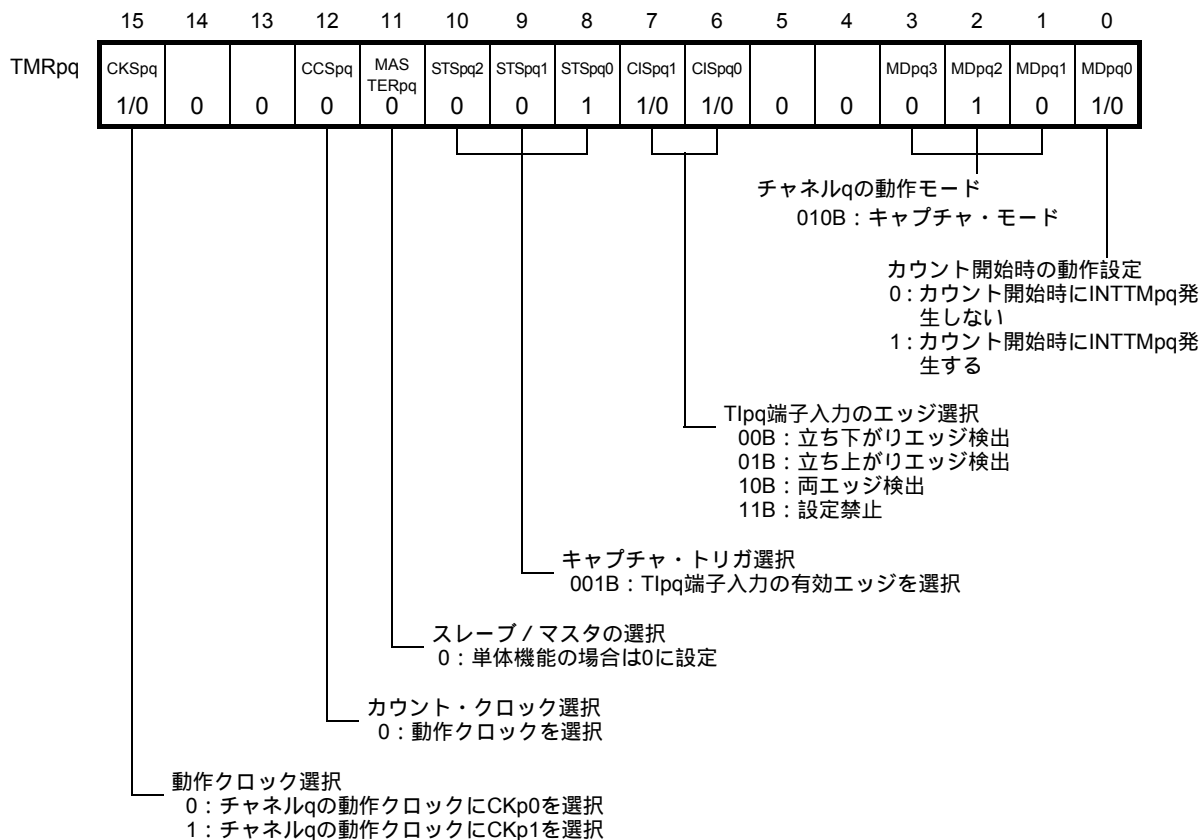 15 14 13 12 11 10 9 8 7 6 5 4 3 2 1 0
TMRpq
CKSpq CCSpq MAS TERpq STSpq2 STSpq1 STSpq0 CISpq1 CISpq0 MDpq3 MDpq2 MDpq1 MDpq0
1/0 0 0 0 0 0 0 1 1/0 1/0 0 0 0 1 0 1/0
チャネルqの動作モード
010B：キャプチャ・モード
カウント開始時の動作設定
0：カウント開始時にINTTMpq発
生しない
1：カウント開始時にINTTMpq発
生する
TIpq端子入力のエッジ選択
00B：立ち下がりエッジ検出
01B：立ち上がりエッジ検出
10B：両エッジ検出
11B：設定禁止
キャプチャ・トリガ選択
001B：TIpq端子入力の有効エッジを選択
スレーブ／マスタの選択
0：単体機能の場合は0に設定
カウント・クロック選択
0：動作クロックを選択
動作クロック選択
0：チャネルqの動作クロックにCKp0を選択
1：チャネルqの動作クロックにCKp1を選択